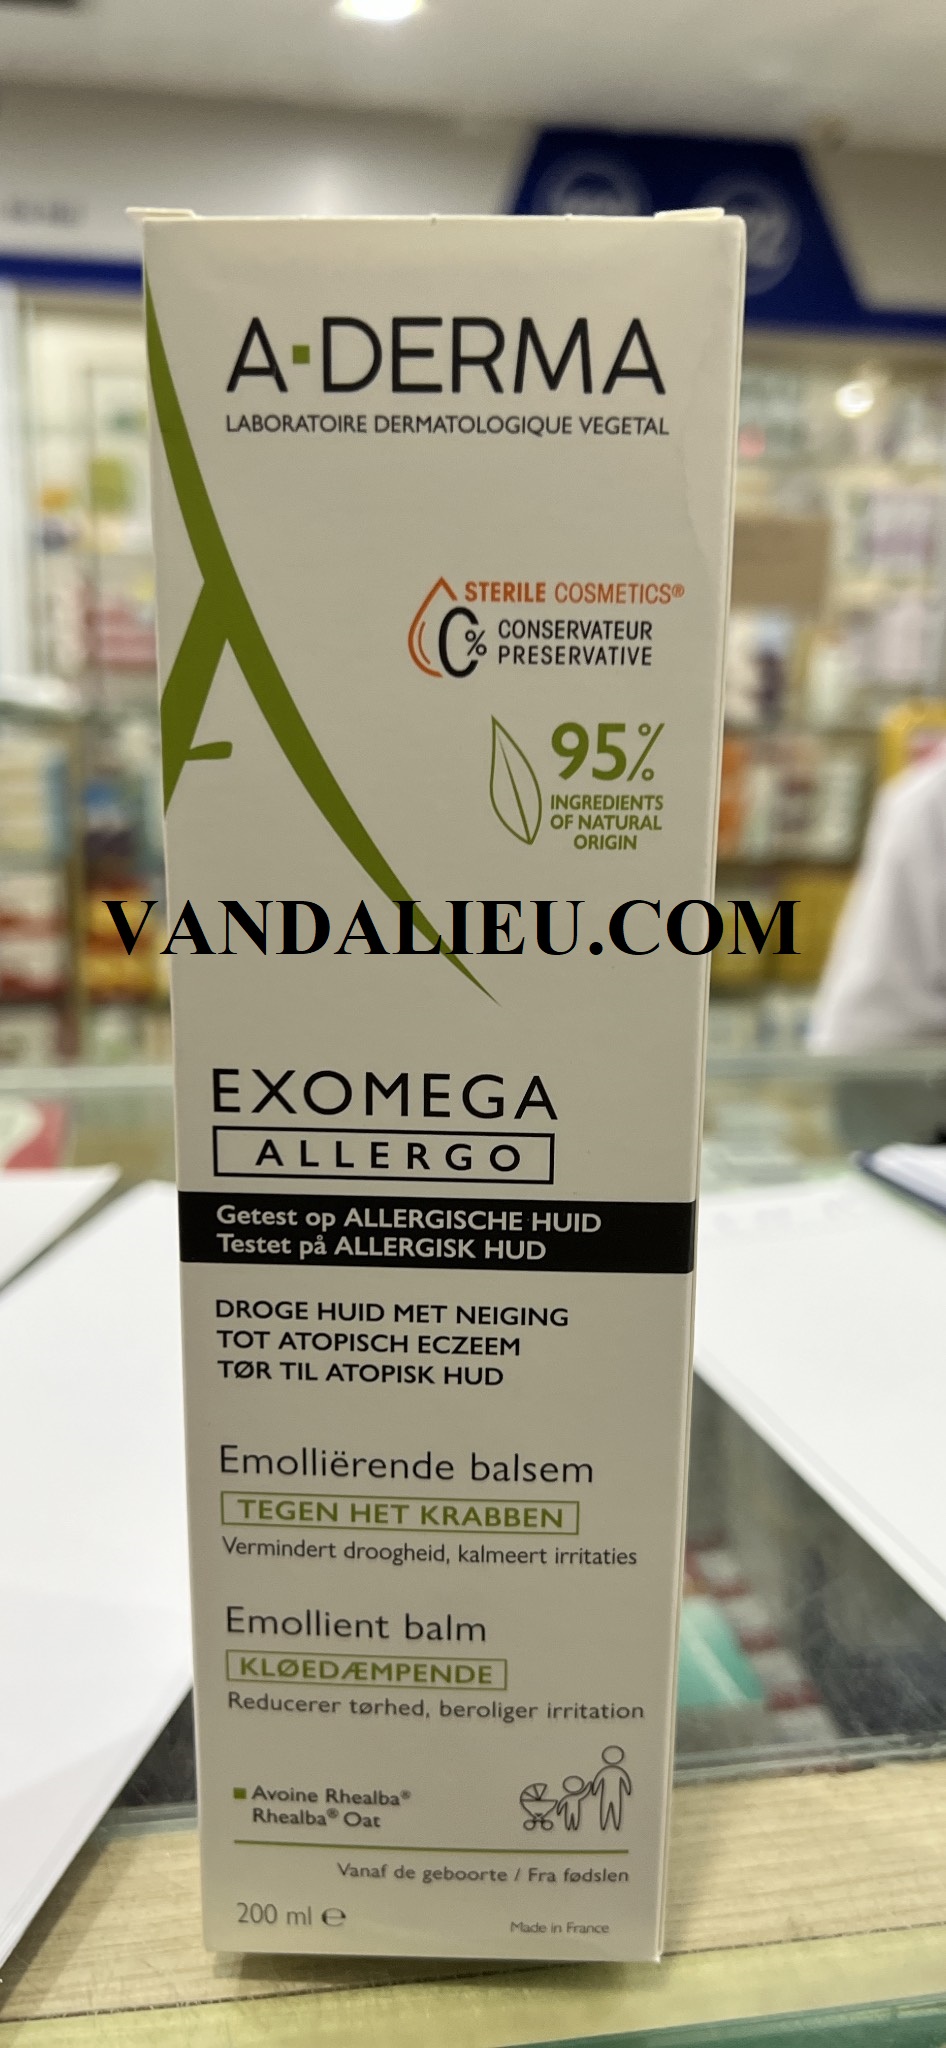 A·DERMA
LABORATOIRE DERMATOLOGIQUE VEGETAL
STERILE COSMETICS®
0% CONSERVATEUR
PRESERVATIVE
95%
INGREDIENTS
OF NATURAL
ORIGIN
VANDALIEU.COM
EXOMEGA
ALLERGO
Getest op ALLERGISCHE HUID
Testet på ALLERGISK HUD
DROGE HUID MET NEIGING
TOT ATOPISCH ECZEEM
TØR TIL ATOPISK HUD
Emolliërende balsem
TEGEN HET KRABBEN
Vermindert droogheid, kalmeert irritaties
Emollient balm
KLØEDÆMPENDE
Reducerer tørhed, beroliger irritation
Avoine Rhealba®
Rhealba® Oat
Vanaf de geboorte / Fra fødslen
200 ml ℮
Made in France